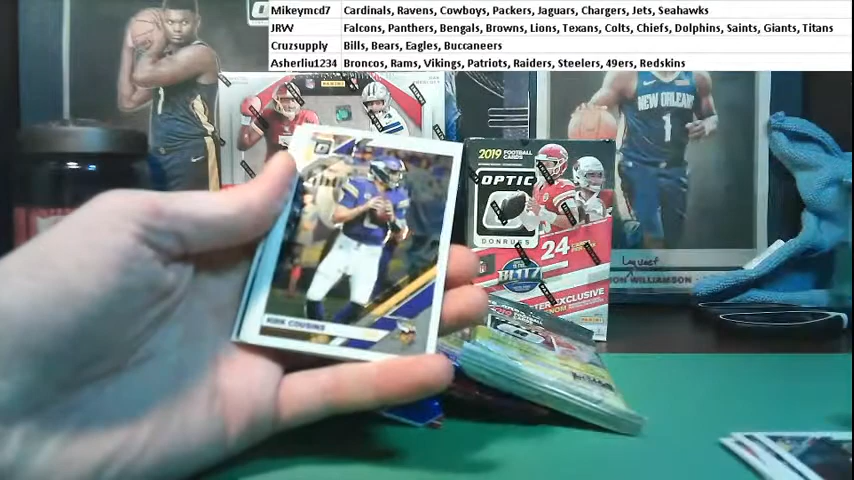 Mikeymcd7 Cardinals, Ravens, Cowboys, Packers, Jaguars, Chargers, Jets, Seahawks
JRW Falcons, Panthers, Bengals, Browns, Lions, Texans, Colts, Chiefs, Dolphins, Saints, Giants, Titans
Cruzsupply Bills, Bears, Eagles, Buccaneers
Asherliu1234 Broncos, Rams, Vikings, Patriots, Raiders, Steelers, 49ers, Redskins
NEW ORLEANS
1
2019 FOOTBALL CARDS
OPTIC
DONRUSS
24
BLITZ
EXCLUSIVE
PANINI
WILLIAMSON
KIRK COUSINS